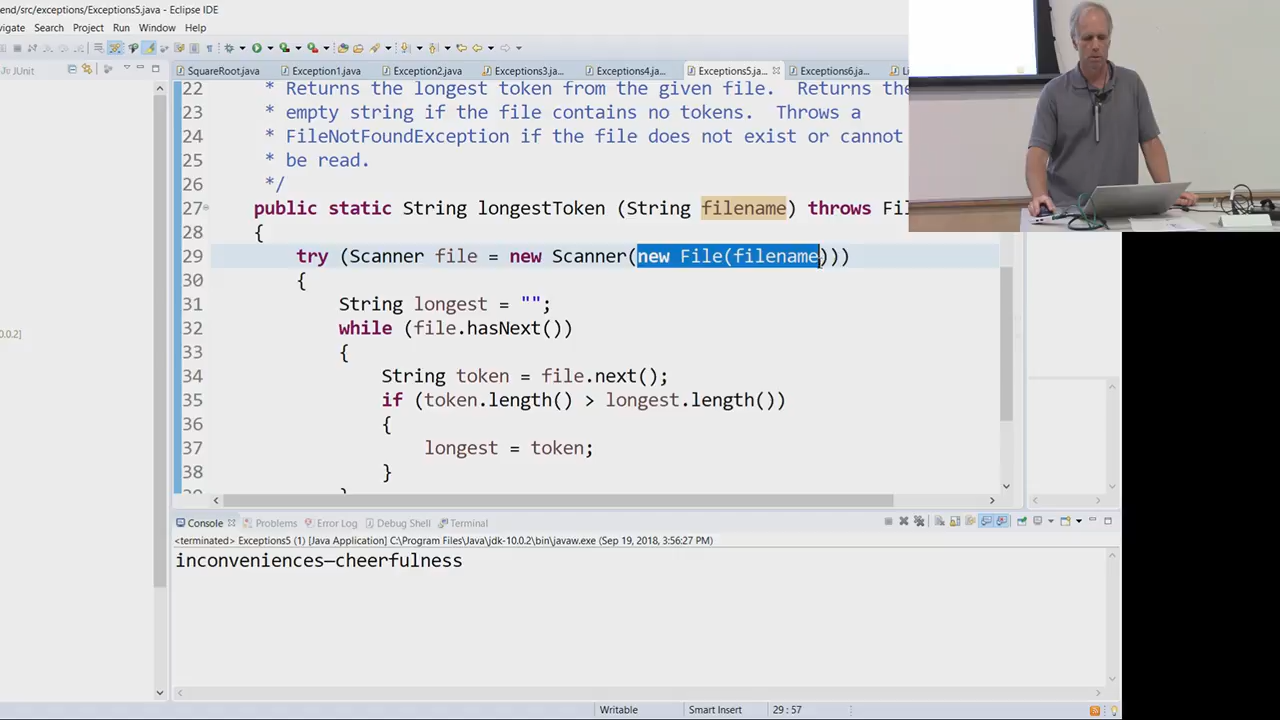 end/src/exceptions/Exceptions5.java - Eclipse IDE
vigate Search Project Run Window Help
JUnit
SquareRoot.java Exception1.java Exception2.java Exceptions3.ja... Exceptions4.ja... Exceptions5.ja... Exceptions6.ja...
22 * Returns the longest token from the given file. Returns the
23 * empty string if the file contains no tokens. Throws a
24 * FileNotFoundException if the file does not exist or cannot
25 * be read.
26 */
27 public static String longestToken (String filename) throws Fil
28 {
29 try (Scanner file = new Scanner(new File(filename)))
30 {
31 String longest = "";
32 while (file.hasNext())
33 {
34 String token = file.next();
35 if (token.length() > longest.length())
36 {
37 longest = token;
38 }
0.0.2]
Console Problems Error Log Debug Shell Terminal
<terminated> Exceptions5 (1) [Java Application] C:\Program Files\Java\jdk-10.0.2\bin\javaw.exe (Sep 19, 2018, 3:56:27 PM)
inconveniences—cheerfulness
Writable Smart Insert 29 : 57